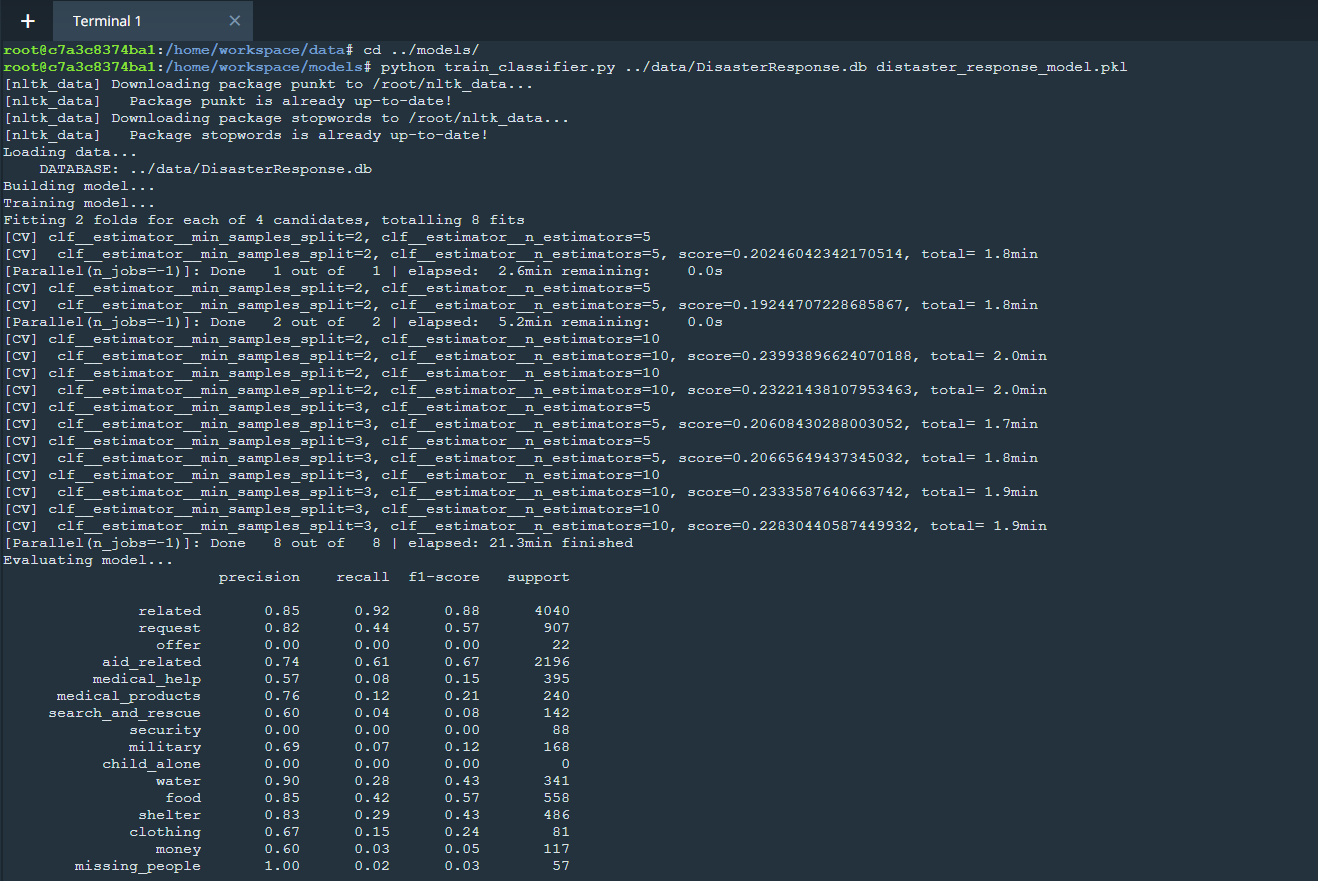 + Terminal 1 ×
root@c7a3c8374ba1:/home/workspace/data# cd ../models/
root@c7a3c8374ba1:/home/workspace/models# python train_classifier.py ../data/DisasterResponse.db distaster_response_model.pkl
[nltk_data] Downloading package punkt to /root/nltk_data...
[nltk_data]   Package punkt is already up-to-date!
[nltk_data] Downloading package stopwords to /root/nltk_data...
[nltk_data]   Package stopwords is already up-to-date!
Loading data...
    DATABASE: ../data/DisasterResponse.db
Building model...
Training model...
Fitting 2 folds for each of 4 candidates, totalling 8 fits
[CV] clf__estimator__min_samples_split=2, clf__estimator__n_estimators=5
[CV]  clf__estimator__min_samples_split=2, clf__estimator__n_estimators=5, score=0.20246042342170514, total= 1.8min
[Parallel(n_jobs=-1)]: Done   1 out of   1 | elapsed:  2.6min remaining:    0.0s
[CV] clf__estimator__min_samples_split=2, clf__estimator__n_estimators=5
[CV]  clf__estimator__min_samples_split=2, clf__estimator__n_estimators=5, score=0.19244707228685867, total= 1.8min
[Parallel(n_jobs=-1)]: Done   2 out of   2 | elapsed:  5.2min remaining:    0.0s
[CV] clf__estimator__min_samples_split=2, clf__estimator__n_estimators=10
[CV]  clf__estimator__min_samples_split=2, clf__estimator__n_estimators=10, score=0.23993896624070188, total= 2.0min
[CV] clf__estimator__min_samples_split=2, clf__estimator__n_estimators=10
[CV]  clf__estimator__min_samples_split=2, clf__estimator__n_estimators=10, score=0.23221438107953463, total= 2.0min
[CV] clf__estimator__min_samples_split=3, clf__estimator__n_estimators=5
[CV]  clf__estimator__min_samples_split=3, clf__estimator__n_estimators=5, score=0.20608430288003052, total= 1.7min
[CV] clf__estimator__min_samples_split=3, clf__estimator__n_estimators=5
[CV]  clf__estimator__min_samples_split=3, clf__estimator__n_estimators=5, score=0.20665649437345032, total= 1.8min
[CV] clf__estimator__min_samples_split=3, clf__estimator__n_estimators=10
[CV]  clf__estimator__min_samples_split=3, clf__estimator__n_estimators=10, score=0.2333587640663742, total= 1.9min
[CV] clf__estimator__min_samples_split=3, clf__estimator__n_estimators=10
[CV]  clf__estimator__min_samples_split=3, clf__estimator__n_estimators=10, score=0.22830440587449932, total= 1.9min
[Parallel(n_jobs=-1)]: Done   8 out of   8 | elapsed: 21.3min finished
Evaluating model...
precision    recall  f1-score   support
related       0.85      0.92      0.88      4040
request       0.82      0.44      0.57       907
offer       0.00      0.00      0.00        22
aid_related       0.74      0.61      0.67      2196
medical_help       0.57      0.08      0.15       395
medical_products       0.76      0.12      0.21       240
search_and_rescue       0.60      0.04      0.08       142
security       0.00      0.00      0.00        88
military       0.69      0.07      0.12       168
child_alone       0.00      0.00      0.00         0
water       0.90      0.28      0.43       341
food       0.85      0.42      0.57       558
shelter       0.83      0.29      0.43       486
clothing       0.67      0.15      0.24        81
money       0.60      0.03      0.05       117
missing_people       1.00      0.02      0.03        57